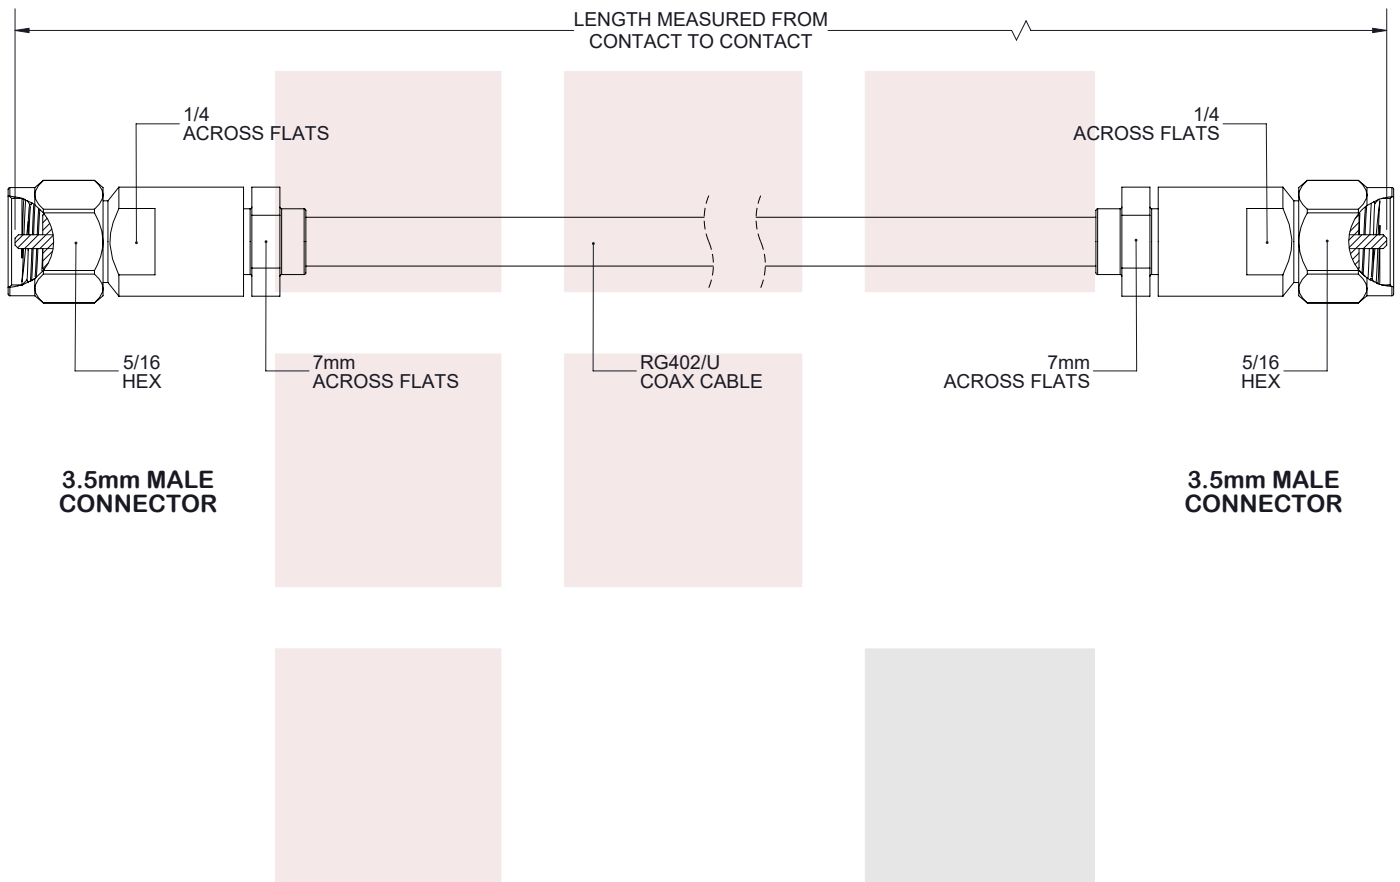 LENGTH MEASURED FROM
CONTACT TO CONTACT
1/4
ACROSS FLATS
1/4
ACROSS FLATS
5/16
HEX
7mm
ACROSS FLATS
RG402/U
COAX CABLE
7mm
ACROSS FLATS
5/16
HEX
3.5mm MALE
CONNECTOR
3.5mm MALE
CONNECTOR